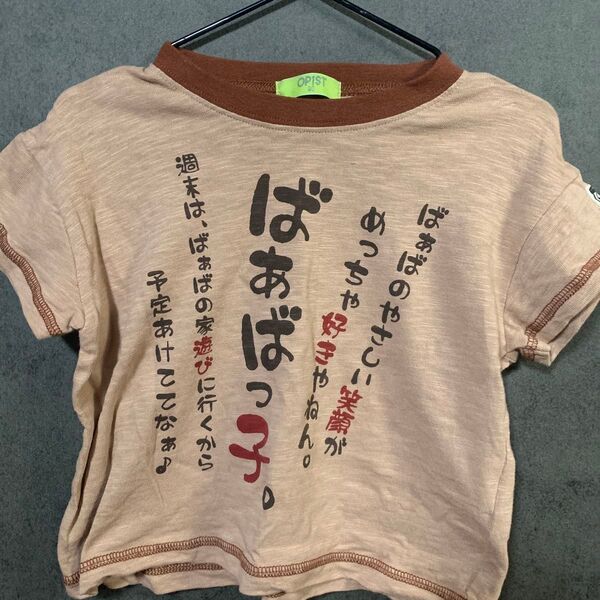 OPIST
90
ばぁばのやさしい笑顔が
めっちゃ好きやねん。
ばぁばっ子。
週末は、ばぁばの家遊びに行くから
予定あけててなぁ♪